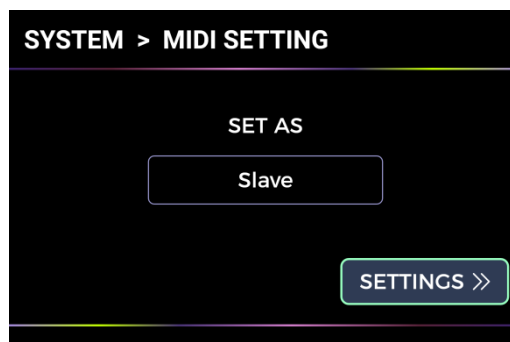 SYSTEM > MIDI SETTING
SET AS
Slave
SETTINGS >>